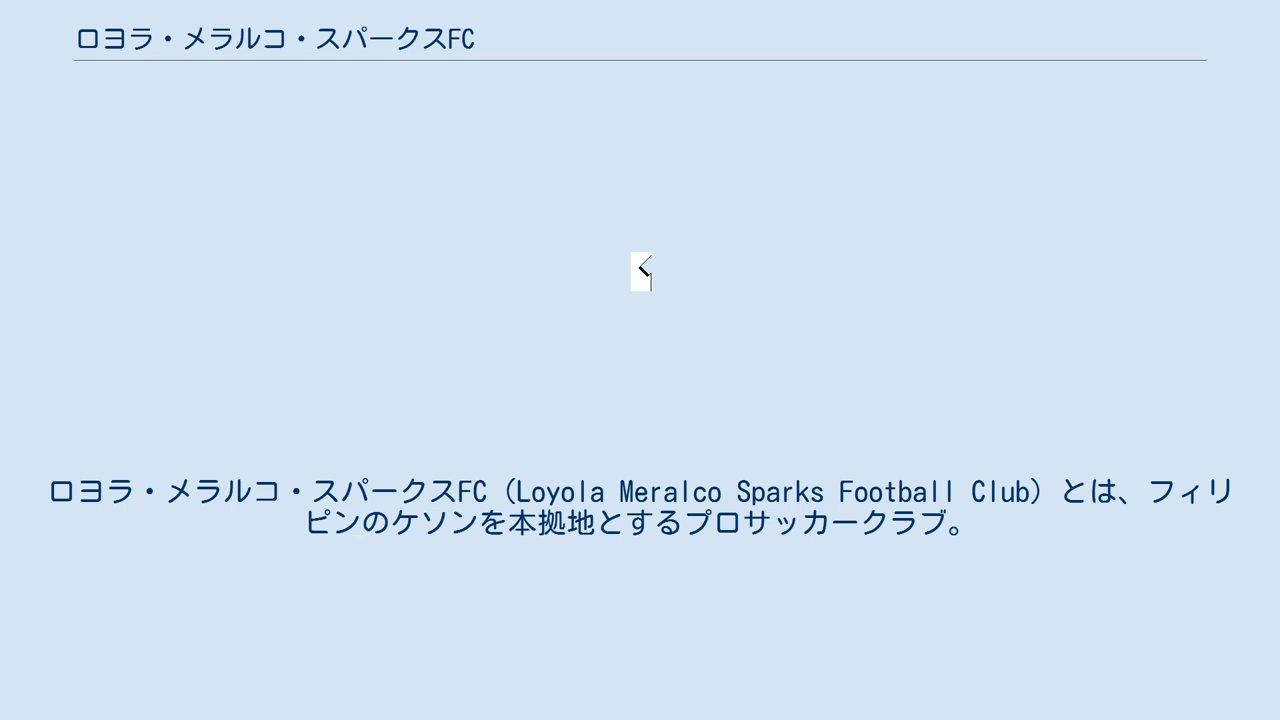 ロヨラ・メラルコ・スパークスFC
ロヨラ・メラルコ・スパークスFC（Loyola Meralco Sparks Football Club）とは、フィリ
ピンのケソンを本拠地とするプロサッカークラブ。